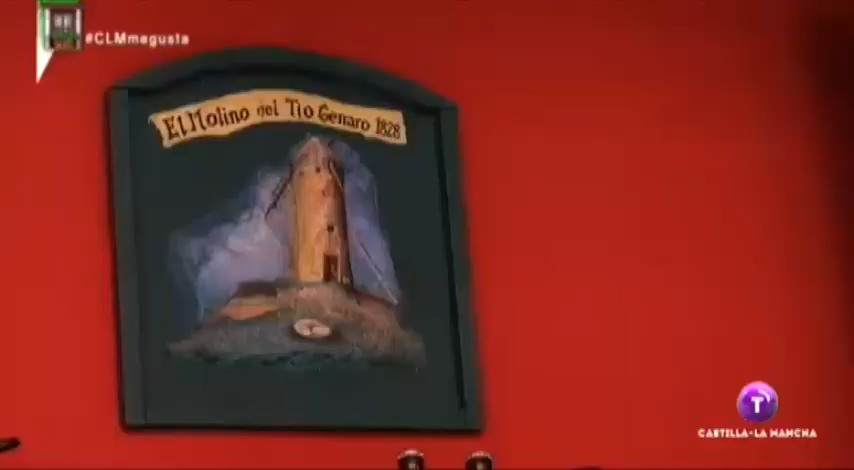 #CLMmegusta
El Molino del Tio Genaro 1828
T
CASTILLA-LA MANCHA